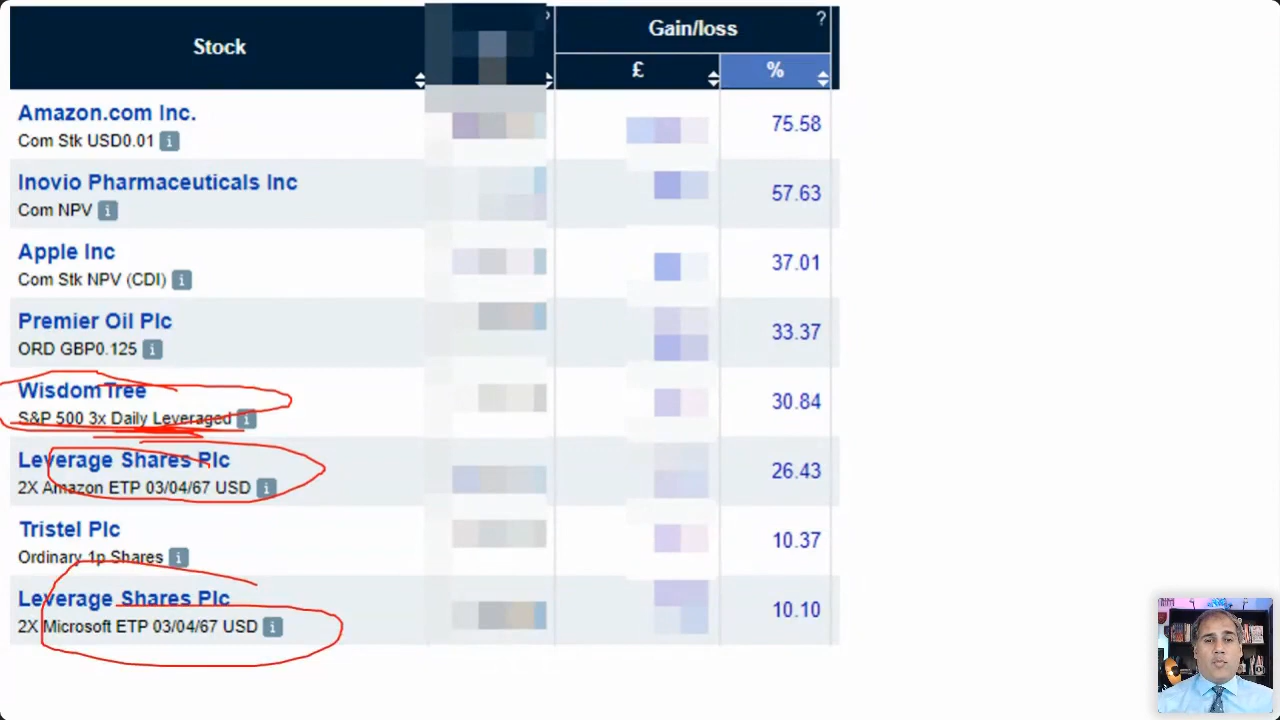 Stock
?
Gain/loss
?
£
%
Amazon.com Inc.
Com Stk USD0.01 i
75.58
Inovio Pharmaceuticals Inc
Com NPV i
57.63
Apple Inc
Com Stk NPV (CDI) i
37.01
Premier Oil Plc
ORD GBP0.125 i
33.37
WisdomTree
S&P 500 3x Daily Leveraged i
30.84
Leverage Shares Plc
2X Amazon ETP 03/04/67 USD i
26.43
Tristel Plc
Ordinary 1p Shares i
10.37
Leverage Shares Plc
2X Microsoft ETP 03/04/67 USD i
10.10